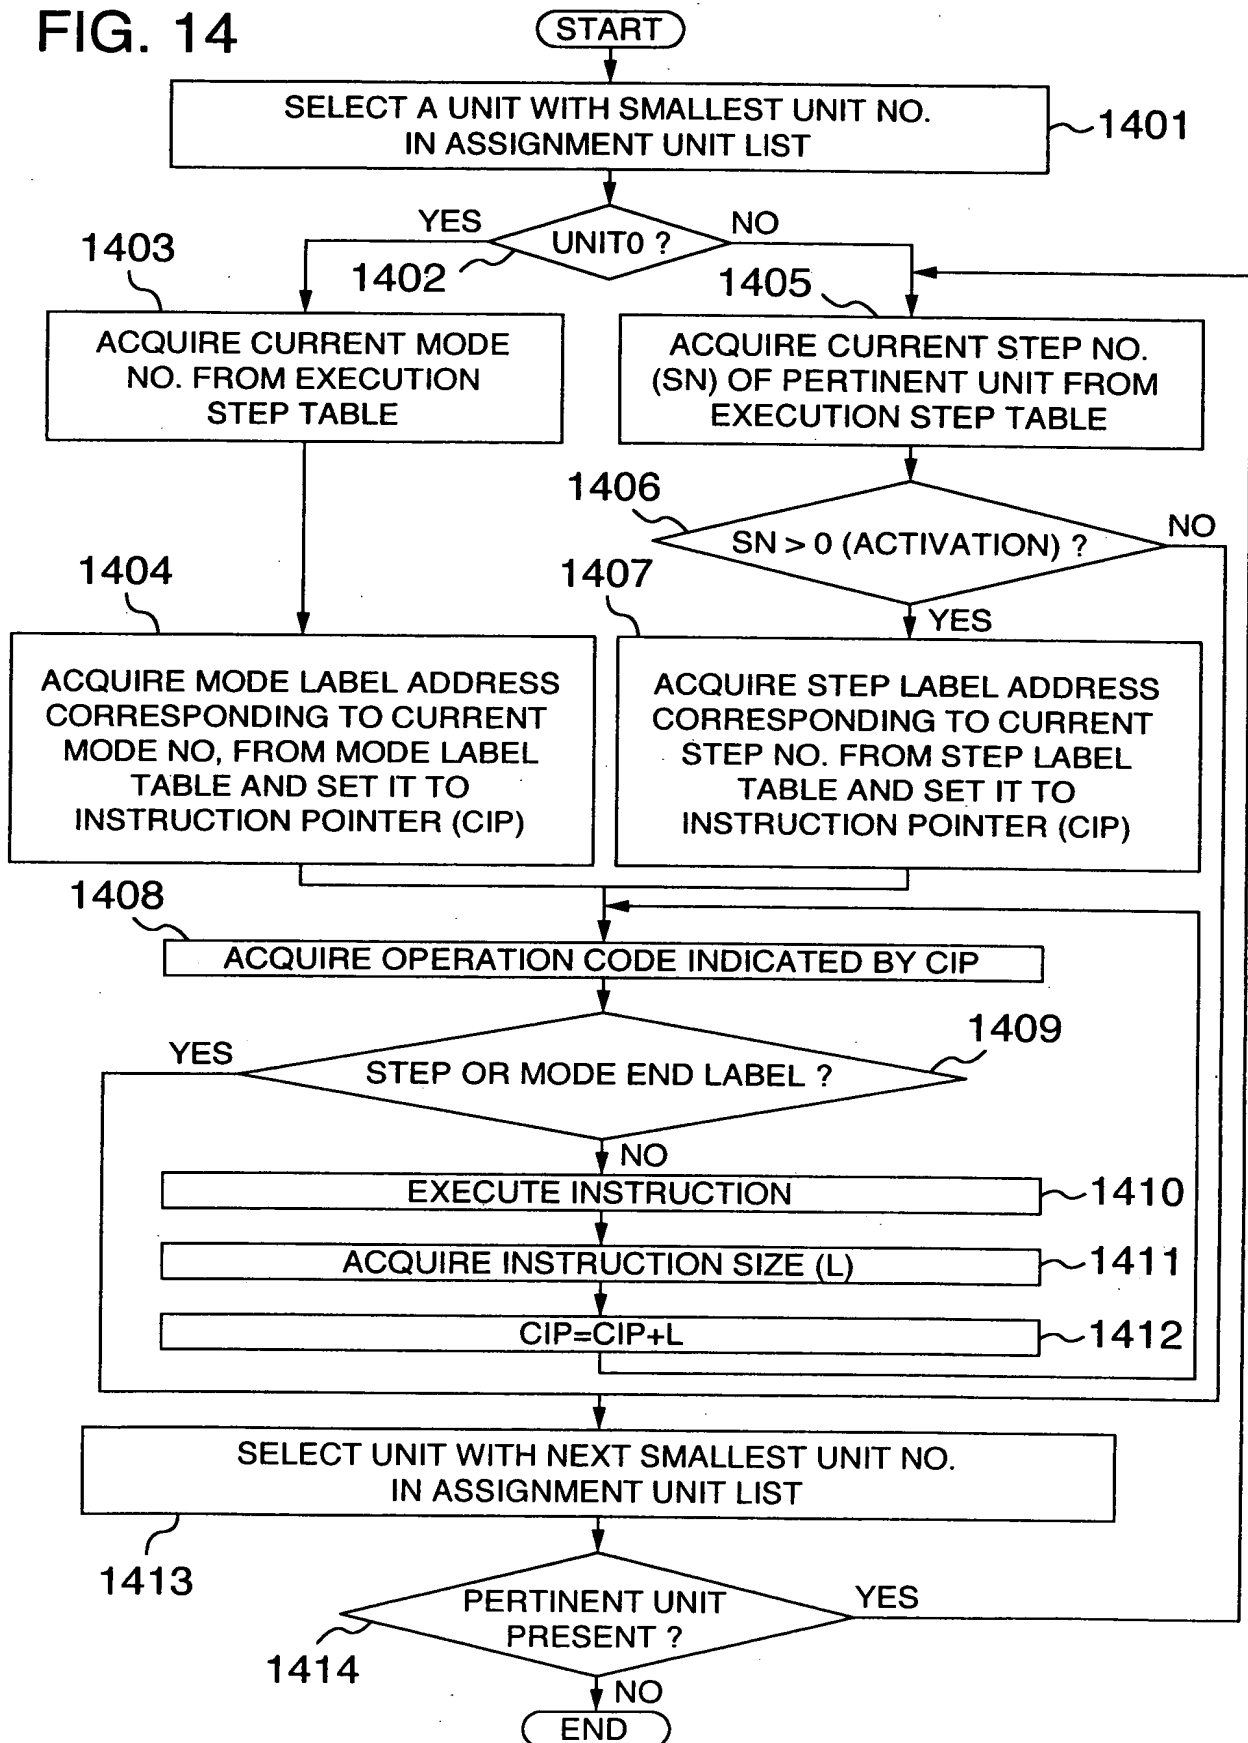 FIG. 14
START
SELECT A UNIT WITH SMALLEST UNIT NO.
IN ASSIGNMENT UNIT LIST
1401
YES
UNIT0 ?
NO
1402
1403
ACQUIRE CURRENT MODE
NO. FROM EXECUTION
STEP TABLE
1405
ACQUIRE CURRENT STEP NO.
(SN) OF PERTINENT UNIT FROM
EXECUTION STEP TABLE
1406
SN > 0 (ACTIVATION) ?
NO
YES
1404
ACQUIRE MODE LABEL ADDRESS
CORRESPONDING TO CURRENT
MODE NO, FROM MODE LABEL
TABLE AND SET IT TO
INSTRUCTION POINTER (CIP)
1407
ACQUIRE STEP LABEL ADDRESS
CORRESPONDING TO CURRENT
STEP NO. FROM STEP LABEL
TABLE AND SET IT TO
INSTRUCTION POINTER (CIP)
1408
ACQUIRE OPERATION CODE INDICATED BY CIP
1409
YES
STEP OR MODE END LABEL ?
NO
EXECUTE INSTRUCTION
1410
ACQUIRE INSTRUCTION SIZE (L)
1411
CIP=CIP+L
1412
SELECT UNIT WITH NEXT SMALLEST UNIT NO.
IN ASSIGNMENT UNIT LIST
1413
PERTINENT UNIT
PRESENT ?
YES
1414
NO
END